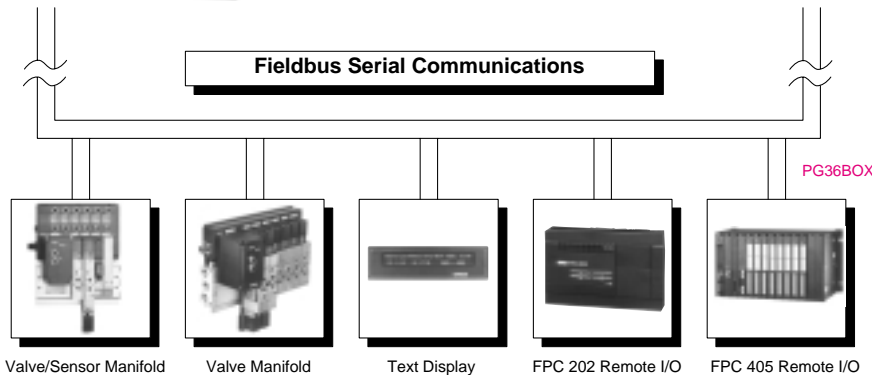 Fieldbus Serial Communications
PG36BOX
Valve/Sensor Manifold
Valve Manifold
Text Display
FPC 202 Remote I/O
FPC 405 Remote I/O